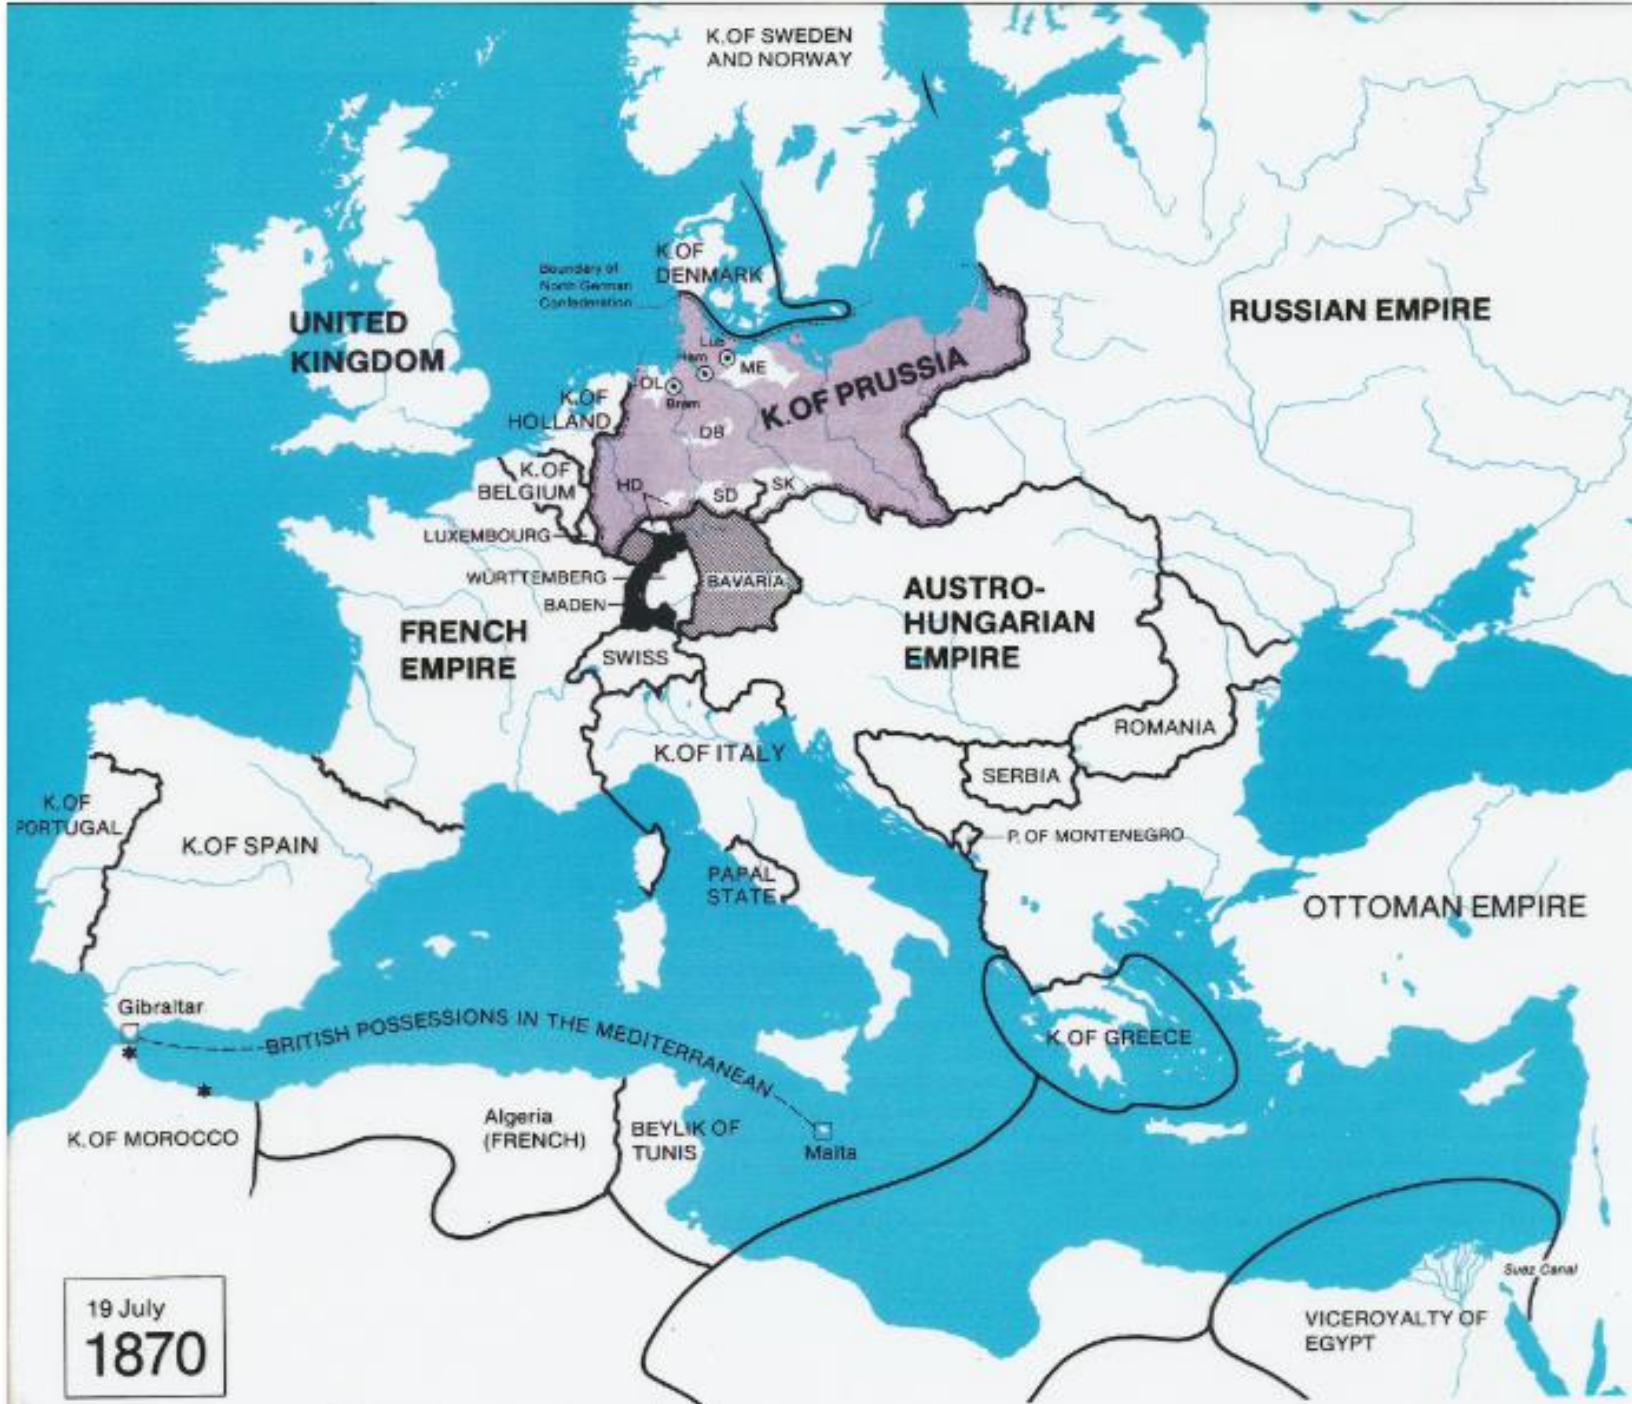 K. OF SWEDEN
AND NORWAY
K. OF
DENMARK
Boundary of
North German
Confederation
UNITED
KINGDOM
RUSSIAN EMPIRE
Lub
Ham
ME
OL
Brem
K. OF PRUSSIA
K. OF
HOLLAND
DB
K. OF
BELGIUM
HD
SD
SK
LUXEMBOURG
WÜRTTEMBERG
BAVARIA
BADEN
AUSTRO-
HUNGARIAN
EMPIRE
FRENCH
EMPIRE
SWISS
ROMANIA
K. OF ITALY
SERBIA
K. OF
PORTUGAL
K. OF SPAIN
P. OF MONTENEGRO
PAPAL
STATE
OTTOMAN EMPIRE
Gibraltar
BRITISH POSSESSIONS IN THE MEDITERRANEAN
K. OF GREECE
K. OF MOROCCO
Algeria
(FRENCH)
BEYLIK OF
TUNIS
Malta
Suez Canal
VICEROYALTY OF
EGYPT
19 July
1870